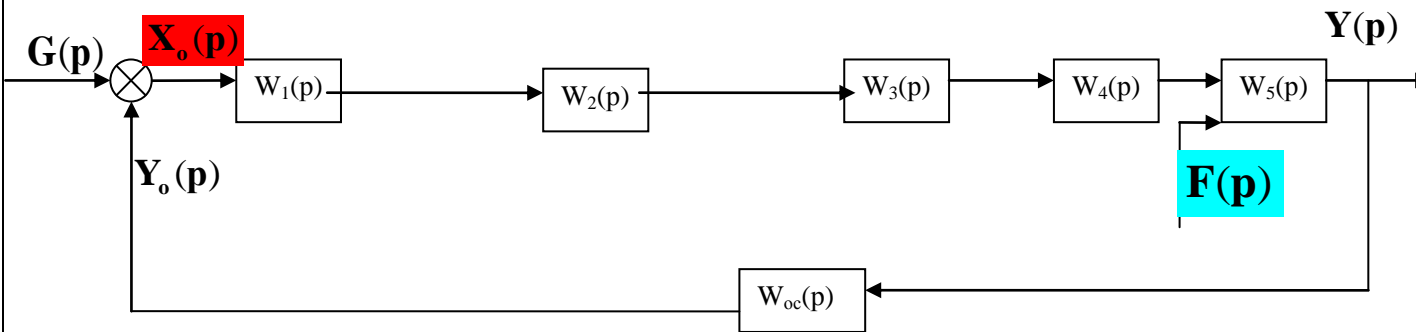 Y(p)
G(p)
Xₒ(p)
W₁(p)
W₂(p)
W₃(p)
W₄(p)
W₅(p)
Yₒ(p)
F(p)
Wₒc(p)